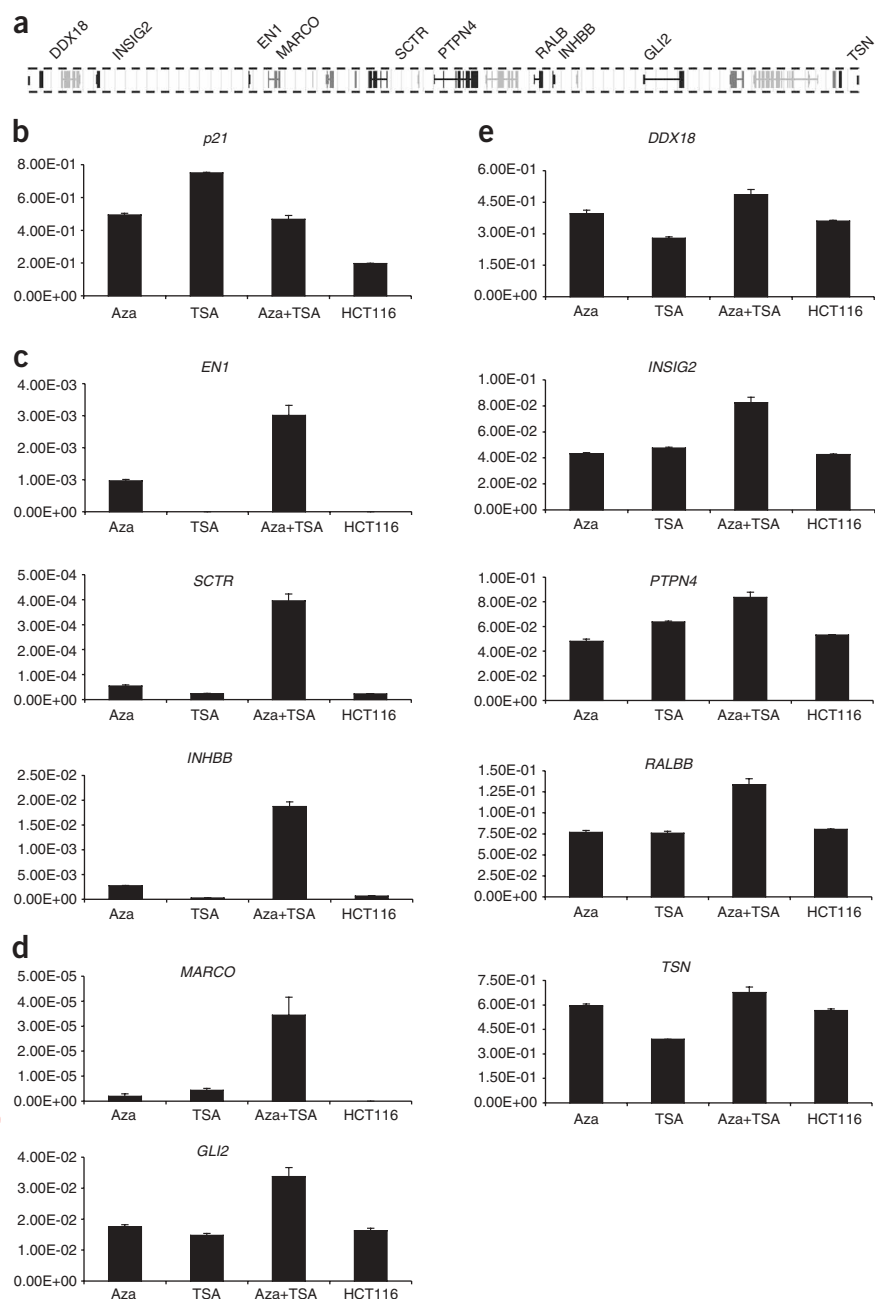 a
DDX18
INSIG2
EN1
MARCO
SCTR
PTPN4
RALB
INHBB
GLI2
TSN
b
p21
8.00E-01
6.00E-01
4.00E-01
2.00E-01
0.00E+00
Aza TSA Aza+TSA HCT116
c
EN1
4.00E-03
3.00E-03
2.00E-03
1.00E-03
0.00E+00
Aza TSA Aza+TSA HCT116
SCTR
5.00E-04
4.00E-04
3.00E-04
2.00E-04
1.00E-04
0.00E+00
Aza TSA Aza+TSA HCT116
INHBB
2.50E-02
2.00E-02
1.50E-02
1.00E-02
5.00E-03
0.00E+00
Aza TSA Aza+TSA HCT116
d
MARCO
5.00E-05
4.00E-05
3.00E-05
2.00E-05
1.00E-05
0.00E+00
Aza TSA Aza+TSA HCT116
GLI2
4.00E-02
3.00E-02
2.00E-02
1.00E-02
0.00E+00
Aza TSA Aza+TSA HCT116
e
DDX18
6.00E-01
4.50E-01
3.00E-01
1.50E-01
0.00E+00
Aza TSA Aza+TSA HCT116
INSIG2
1.00E-01
8.00E-02
6.00E-02
4.00E-02
2.00E-02
0.00E+00
Aza TSA Aza+TSA HCT116
PTPN4
1.00E-01
8.00E-02
6.00E-02
4.00E-02
2.00E-02
0.00E+00
Aza TSA Aza+TSA HCT116
RALBB
1.50E-01
1.25E-01
1.00E-01
7.50E-02
5.00E-02
2.50E-02
0.00E+00
Aza TSA Aza+TSA HCT116
TSN
7.50E-01
6.00E-01
4.50E-01
3.00E-01
1.50E-01
0.00E+00
Aza TSA Aza+TSA HCT116